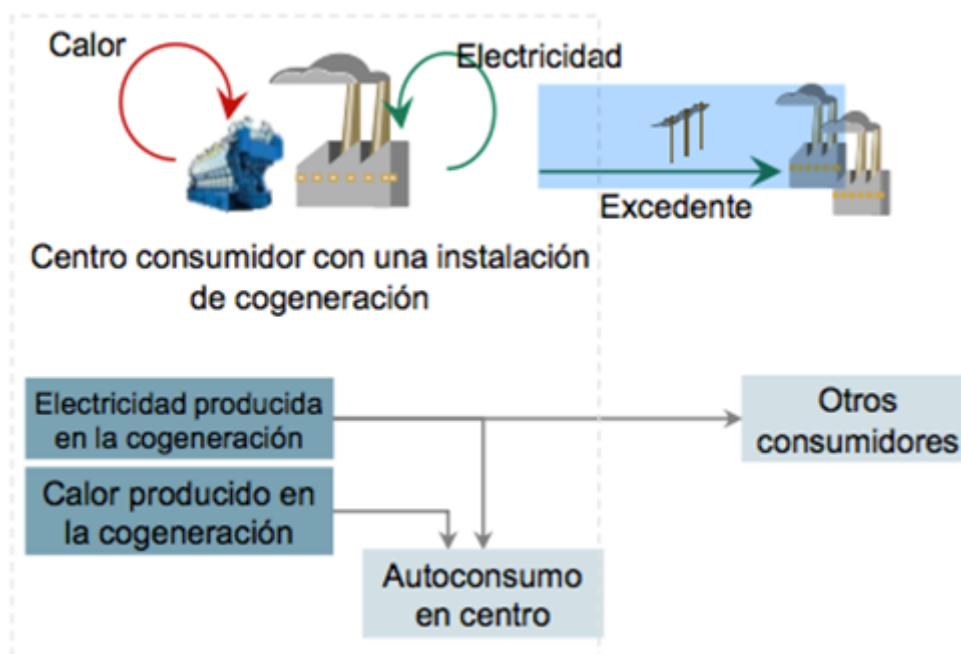 Calor
Electricidad
Excedente
Centro consumidor con una instalación
de cogeneración
Electricidad producida
en la cogeneración
Otros
consumidores
Calor producido en
la cogeneración
Autoconsumo
en centro